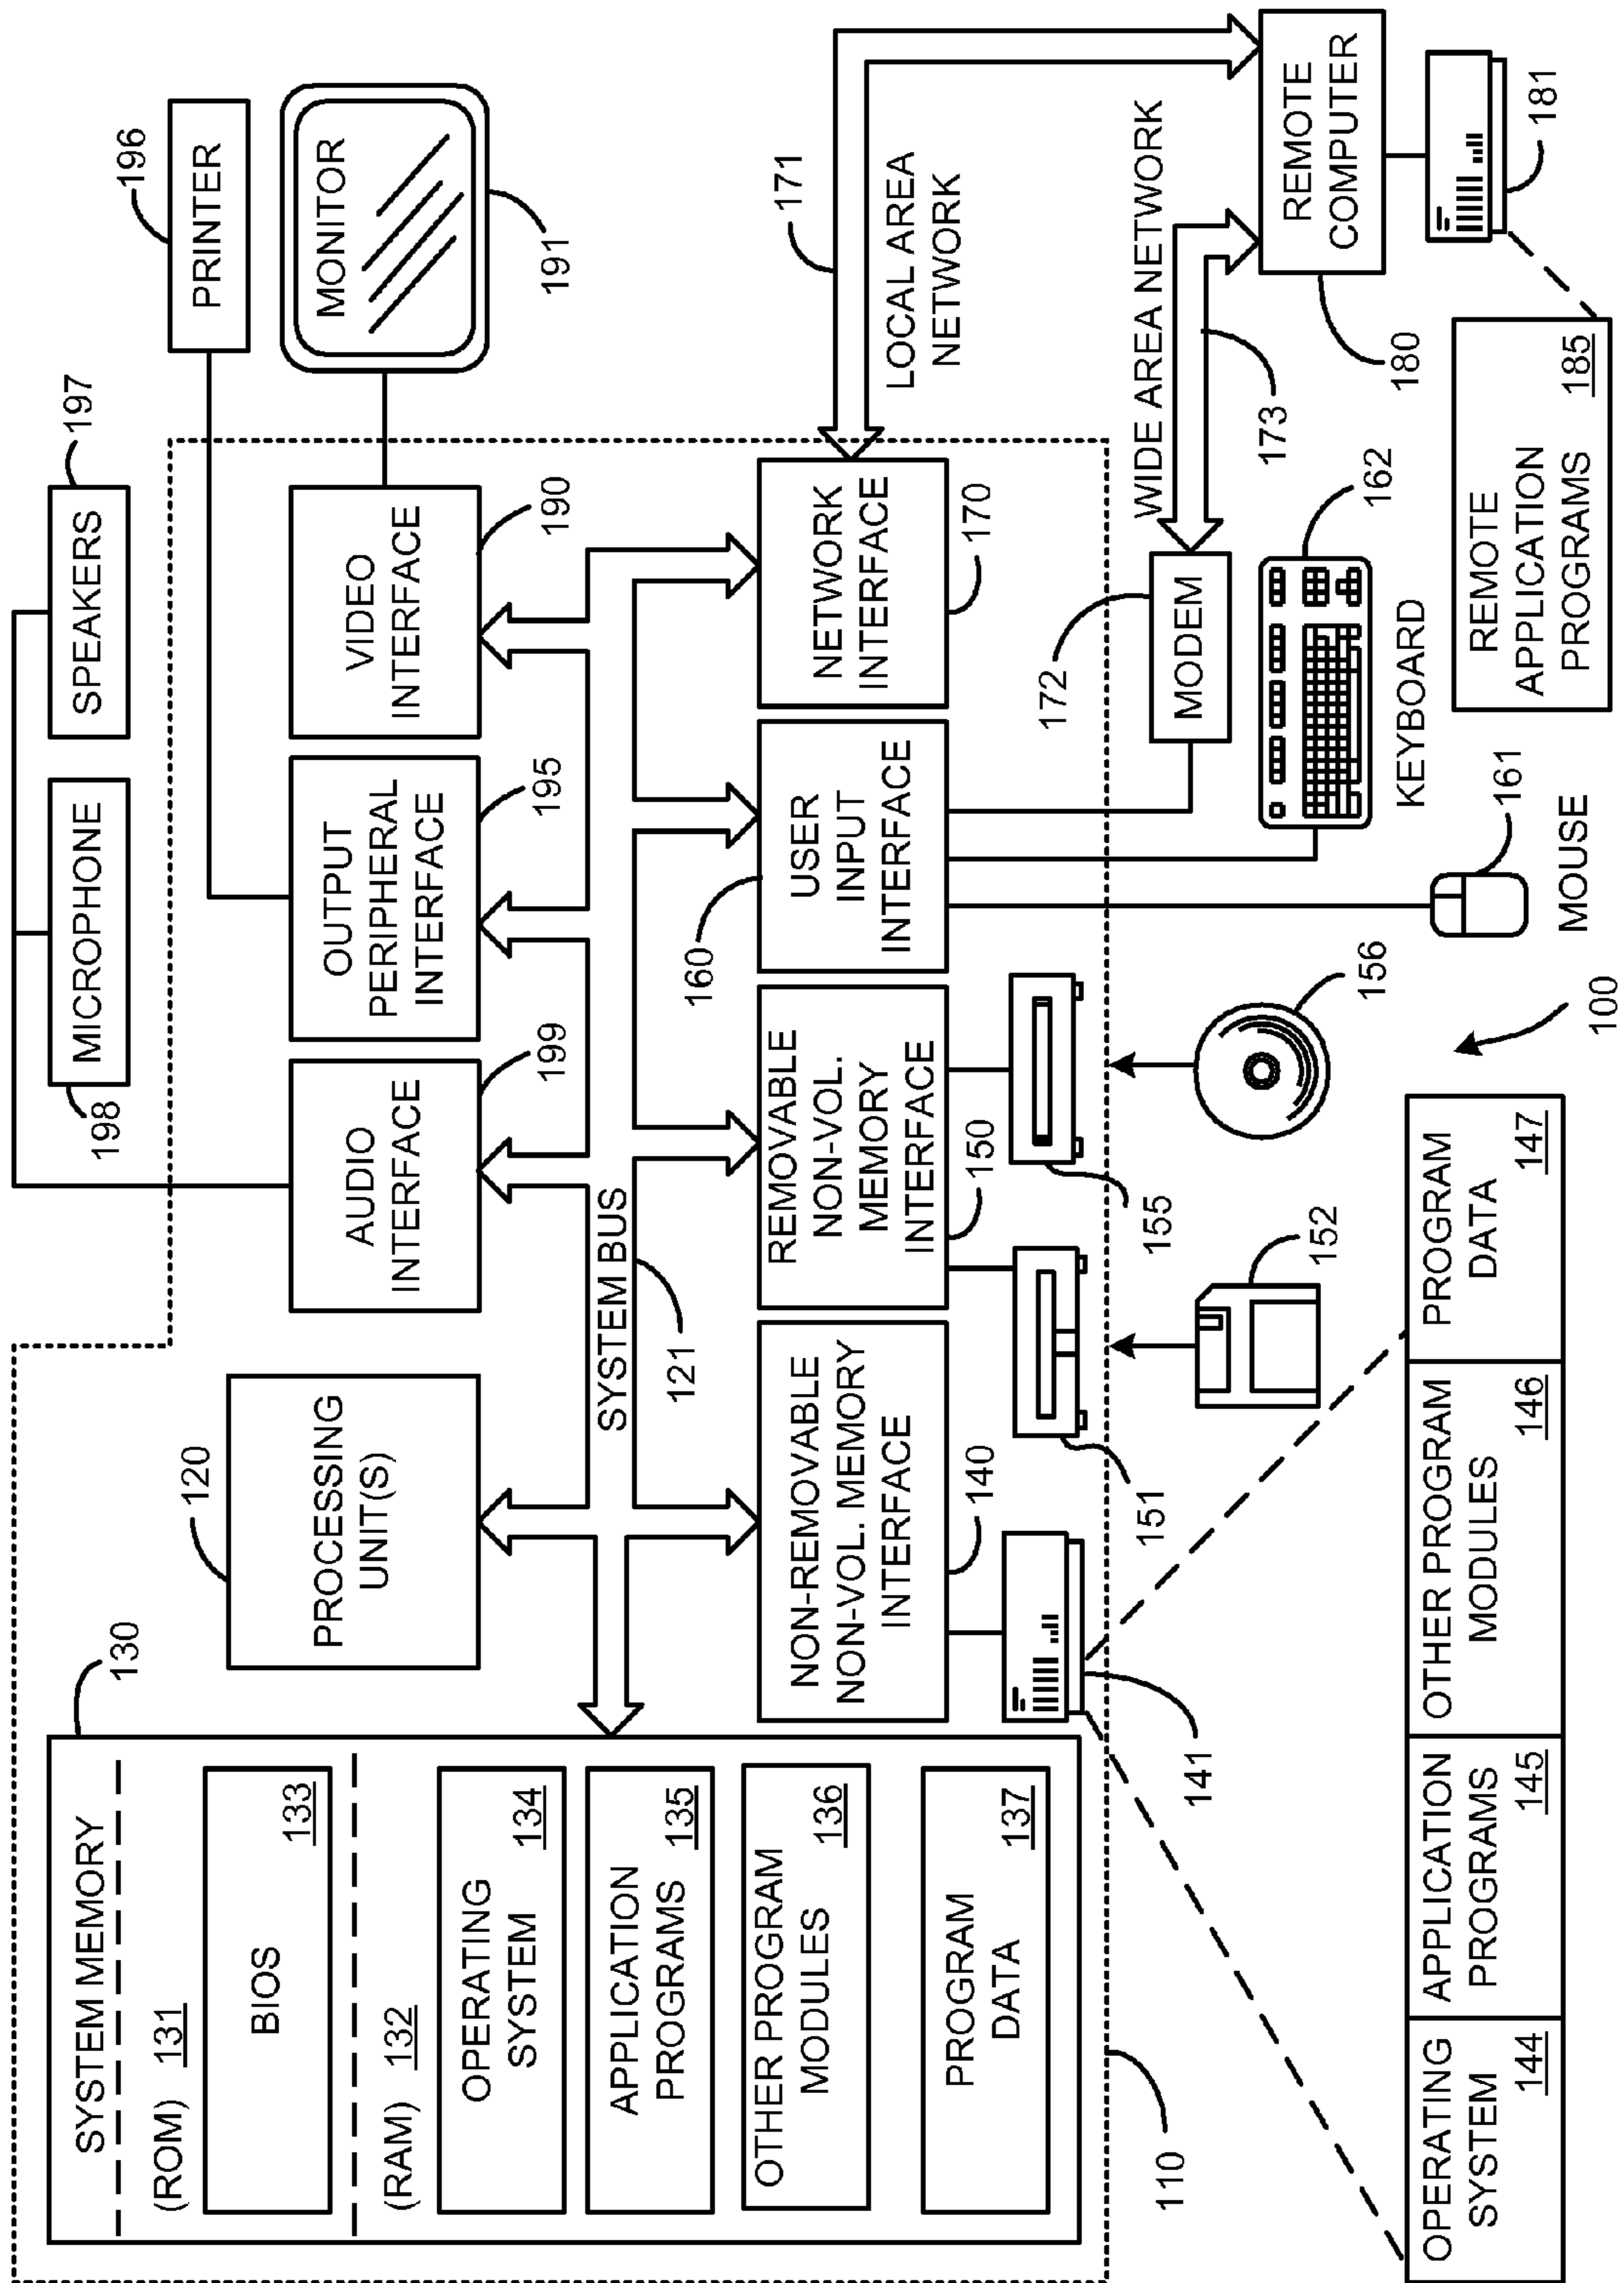 SYSTEM MEMORY
(ROM) 131
BIOS
133
(RAM) 132
OPERATING
SYSTEM 134
APPLICATION
PROGRAMS 135
OTHER PROGRAM
MODULES 136
PROGRAM
DATA 137
130
120
PROCESSING
UNIT(S)
198
MICROPHONE
SPEAKERS
197
196
PRINTER
AUDIO
INTERFACE
199
OUTPUT
PERIPHERAL
INTERFACE
195
VIDEO
INTERFACE
190
MONITOR
191
SYSTEM BUS
121
NON-REMOVABLE
NON-VOL. MEMORY
INTERFACE
140
REMOVABLE
NON-VOL.
MEMORY
INTERFACE
150
160
USER
INPUT
INTERFACE
NETWORK
INTERFACE
170
171
LOCAL AREA
NETWORK
110
141
151
155
152
156
172
MODEM
WIDE AREA NETWORK
173
162
KEYBOARD
161
MOUSE
REMOTE
COMPUTER
180
181
OPERATING
SYSTEM 144
APPLICATION
PROGRAMS 145
OTHER PROGRAM
MODULES 146
PROGRAM
DATA 147
100
REMOTE
APPLICATION
PROGRAMS 185